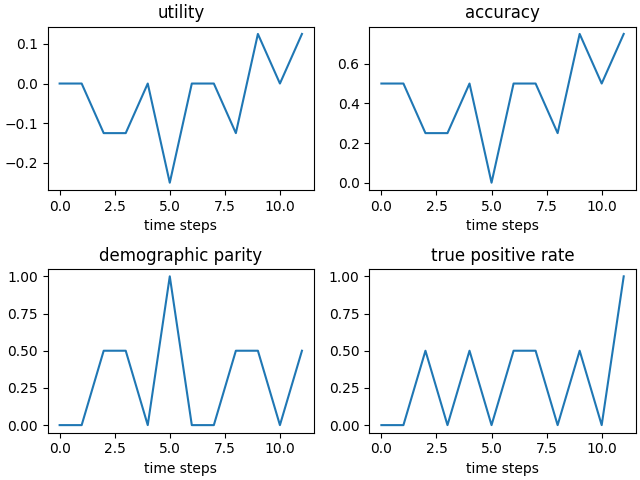 utility
accuracy
0.1
0.0
−0.1
−0.2
0.0 2.5 5.0 7.5 10.0
time steps
0.6
0.4
0.2
0.0
0.0 2.5 5.0 7.5 10.0
time steps
demographic parity
true positive rate
1.00
0.75
0.50
0.25
0.00
0.0 2.5 5.0 7.5 10.0
time steps
1.00
0.75
0.50
0.25
0.00
0.0 2.5 5.0 7.5 10.0
time steps